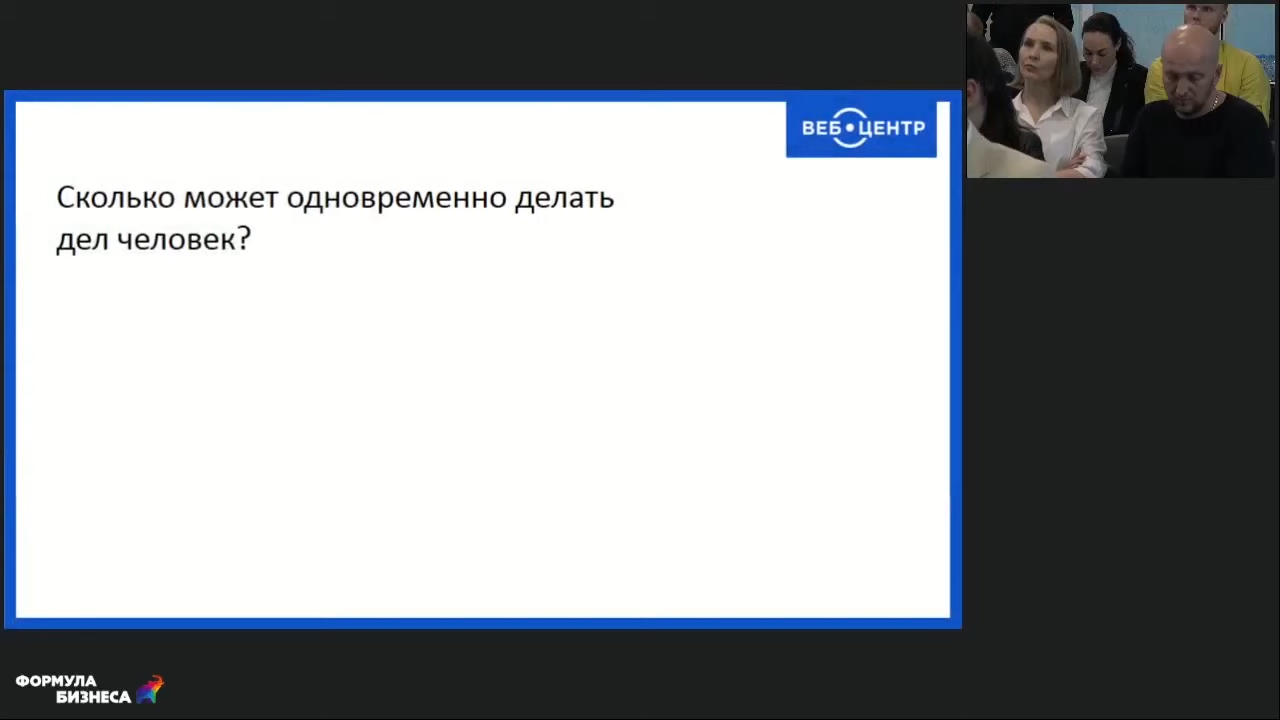 ВЕБ ЦЕНТР
Сколько может одновременно делать
дел человек?
ФОРМУЛА
БИЗНЕСА